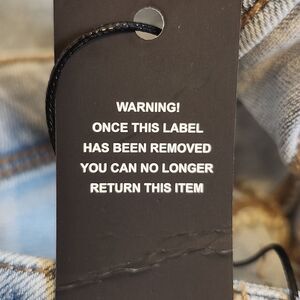 WARNING!
ONCE THIS LABEL
HAS BEEN REMOVED
YOU CAN NO LONGER
RETURN THIS ITEM